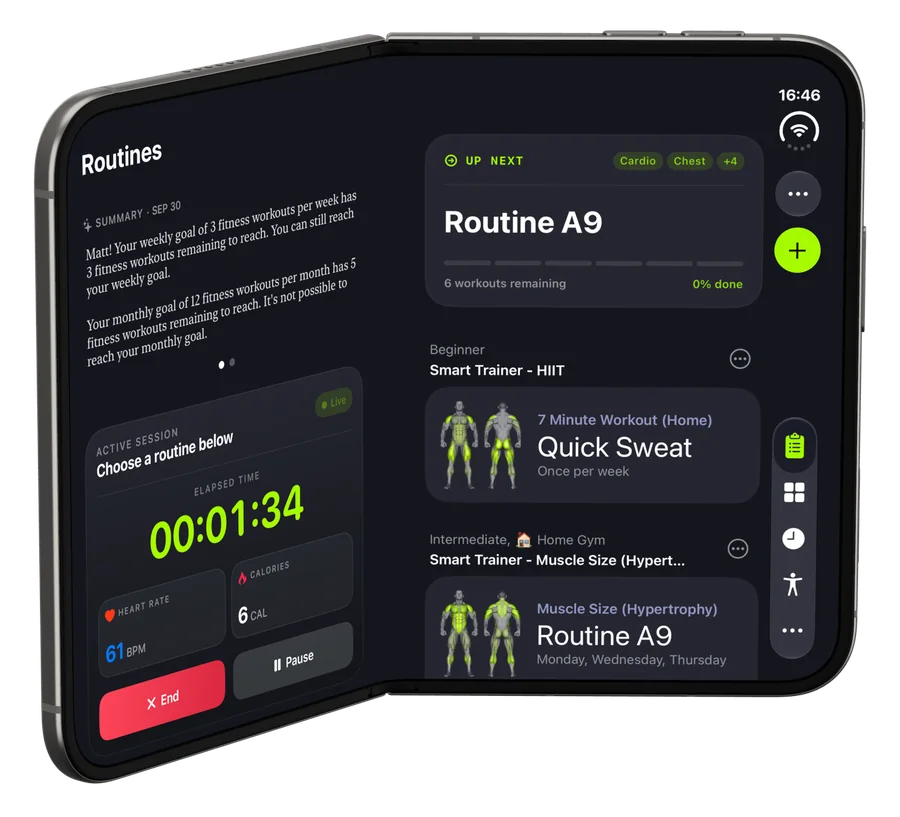 Routines
SUMMARY · SEP 30
Matt! Your weekly goal of 3 fitness workouts per week has
3 fitness workouts remaining to reach. You can still reach
your weekly goal.
Your monthly goal of 12 fitness workouts per month has 5
fitness workouts remaining to reach. It's not possible to
reach your monthly goal.
Live
ACTIVE SESSION
Choose a routine below
ELAPSED TIME
00:01:34
HEART RATE
61 BPM
CALORIES
6 CAL
End
Pause
16:46
UP NEXT
Cardio
Chest
+4
Routine A9
6 workouts remaining
0% done
Beginner
Smart Trainer - HIIT
7 Minute Workout (Home)
Quick Sweat
Once per week
Intermediate, 🏠 Home Gym
Smart Trainer - Muscle Size (Hypert...
Muscle Size (Hypertrophy)
Routine A9
Monday, Wednesday, Thursday